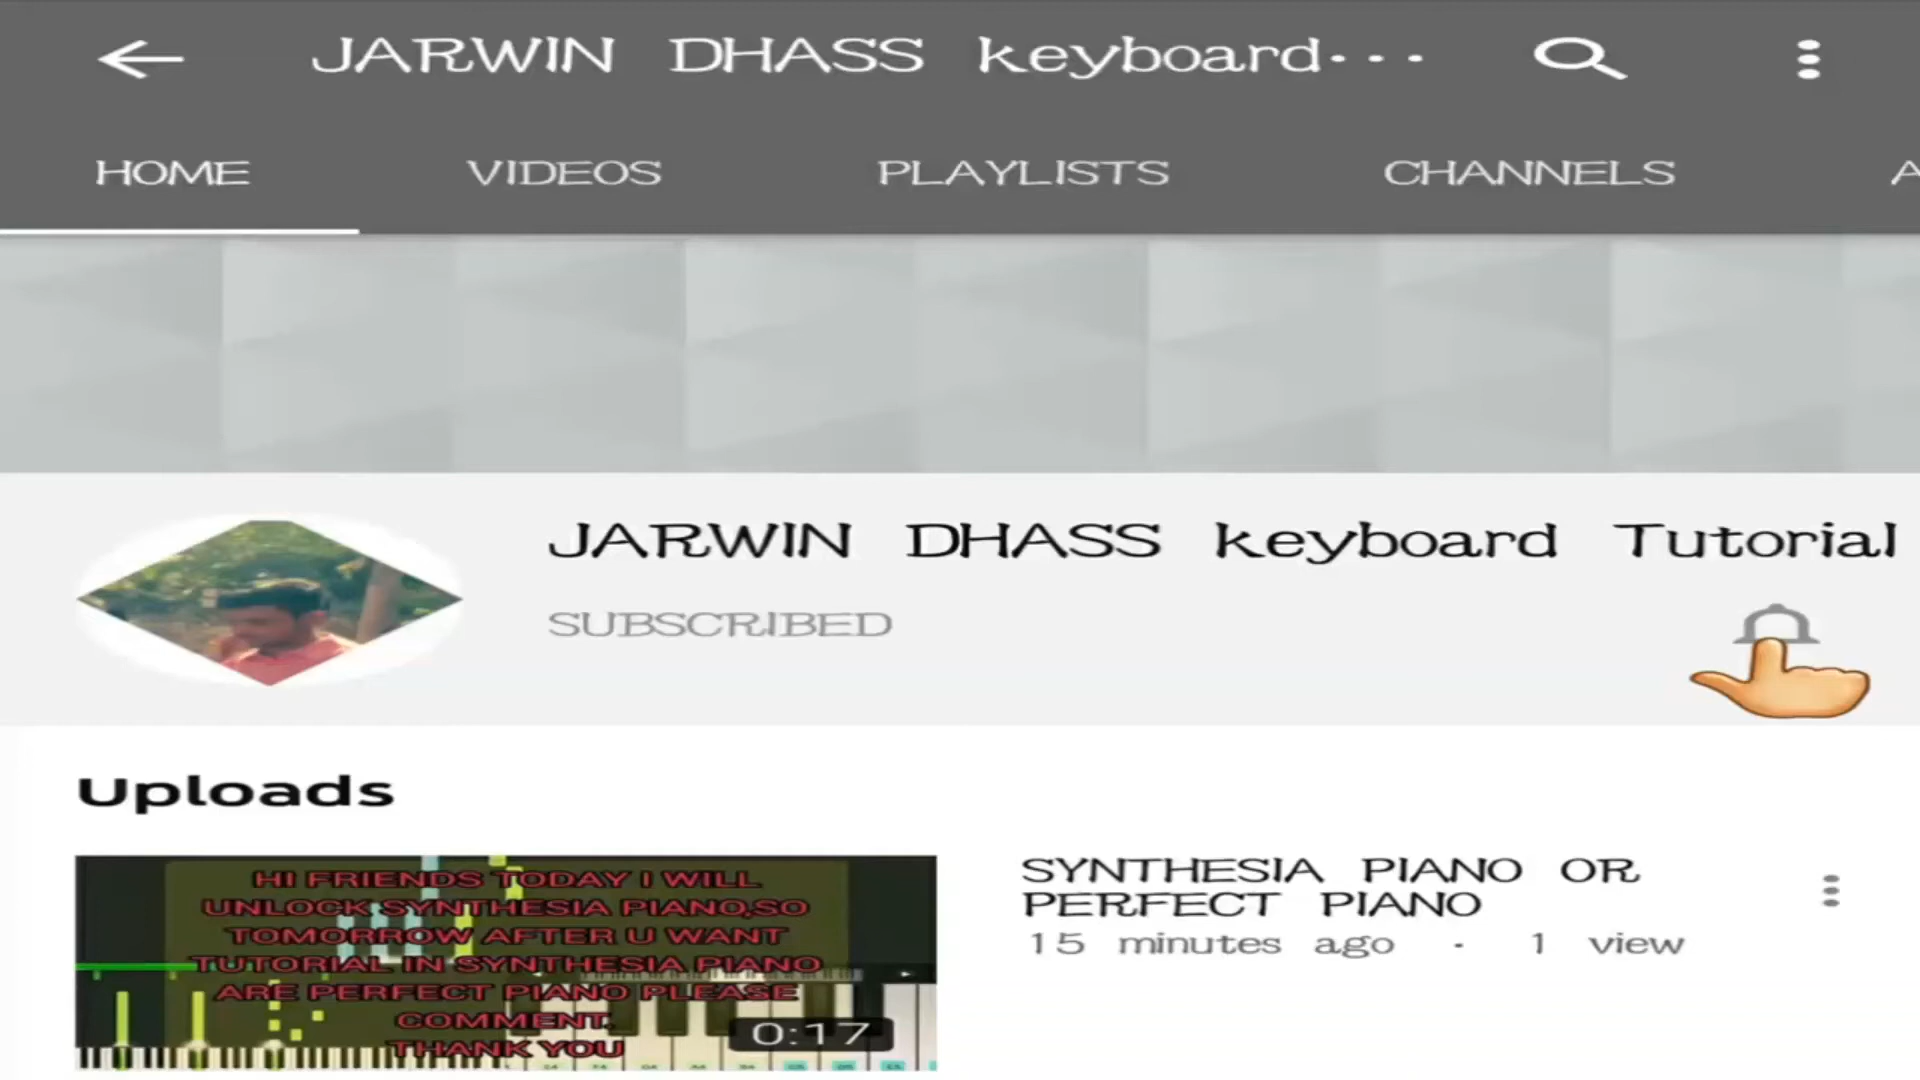 JARWIN DHASS keyboard...
HOME VIDEOS PLAYLISTS CHANNELS A
JARWIN DHASS keyboard Tutorial
SUBSCRIBED
Uploads
HI FRIENDS TODAY I WILL
UNLOCK SYNTHESIA PIANO,SO
TOMORROW AFTER U WANT
TUTORIAL IN SYNTHESIA PIANO
ARE PERFECT PIANO PLEASE
COMMENT.
THANK YOU
0:17
SYNTHESIA PIANO OR
PERFECT PIANO
15 minutes ago · 1 view